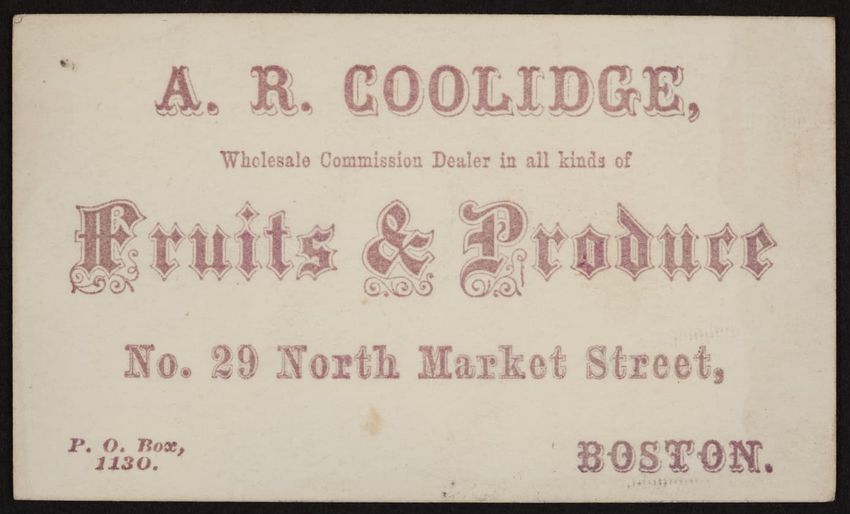 A. R. COOLIDGE,
Wholesale Commission Dealer in all kinds of
Fruits & Produce
No. 29 North Market Street,
P. O. Box,
1130.
BOSTON.